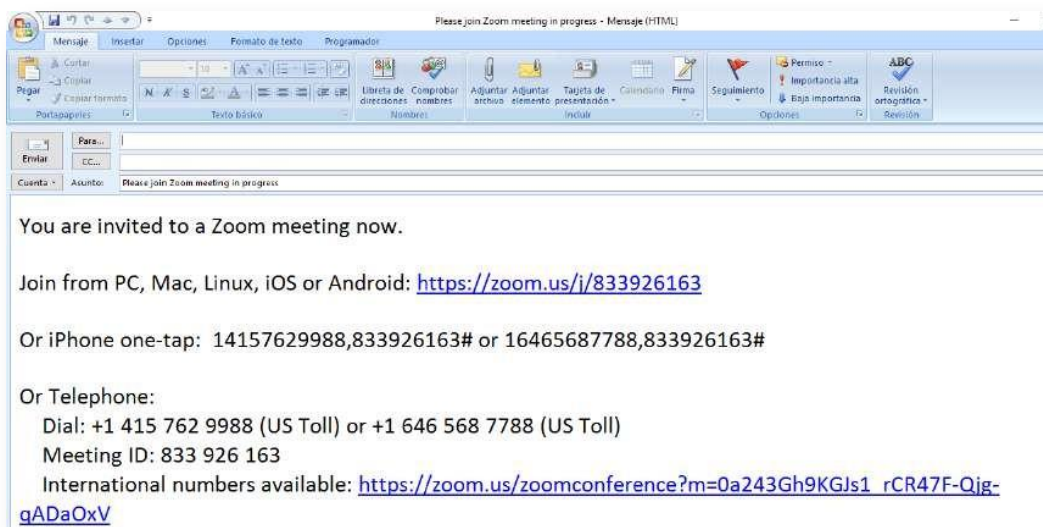 Please join Zoom meeting in progress - Mensaje (HTML)
Mensaje Insertar Opciones Formato de texto Programador
Pegar
Cortar
Copiar
Copiar formato
Portapapeles
10
N K S
Texto básico
Libreta de direcciones
Comprobar nombres
Nombres
Adjuntar archivo
Adjuntar elemento
Tarjeta de presentación
Calendario
Firma
Incluir
Seguimiento
Permiso
Importancia alta
Baja importancia
Opciones
ABC
Revisión ortográfica
Revisión
Enviar
Para...
CC...
Cuenta
Asunto: Please join Zoom meeting in progress
You are invited to a Zoom meeting now.
Join from PC, Mac, Linux, iOS or Android: https://zoom.us/j/833926163
Or iPhone one-tap: 14157629988,833926163# or 16465687788,833926163#
Or Telephone:
Dial: +1 415 762 9988 (US Toll) or +1 646 568 7788 (US Toll)
Meeting ID: 833 926 163
International numbers available: https://zoom.us/zoomconference?m=0a243Gh9KGJs1_rCR47F-Qjg-
qADaOxV